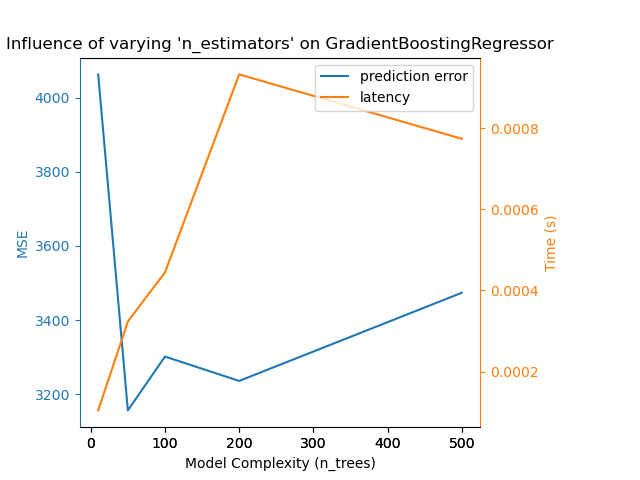 Influence of varying 'n_estimators' on GradientBoostingRegressor
prediction error
latency
4000
3800
3600
3400
3200
MSE
0.0008
0.0006
0.0004
0.0002
Time (s)
0 100 200 300 400 500
Model Complexity (n_trees)